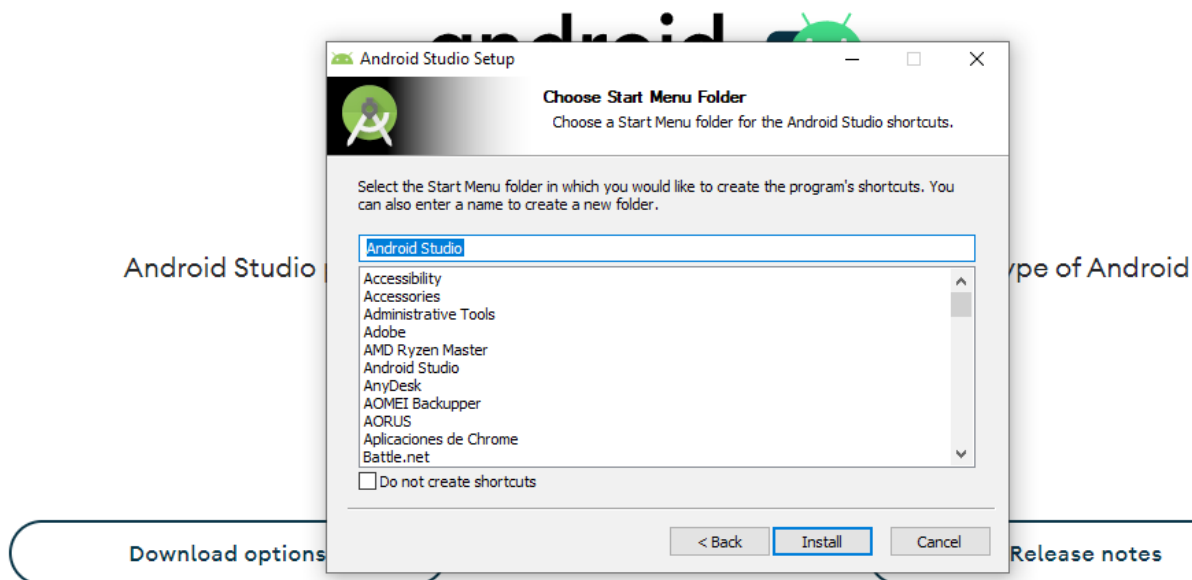 android
Android Studio Setup
Choose Start Menu Folder
Choose a Start Menu folder for the Android Studio shortcuts.
Select the Start Menu folder in which you would like to create the program's shortcuts. You
can also enter a name to create a new folder.
Android Studio
Accessibility
Accessories
Administrative Tools
Adobe
AMD Ryzen Master
Android Studio
AnyDesk
AOMEI Backupper
AORUS
Aplicaciones de Chrome
Battle.net
Do not create shortcuts
< Back
Install
Cancel
Android Studio
of Android
Download options
Release notes